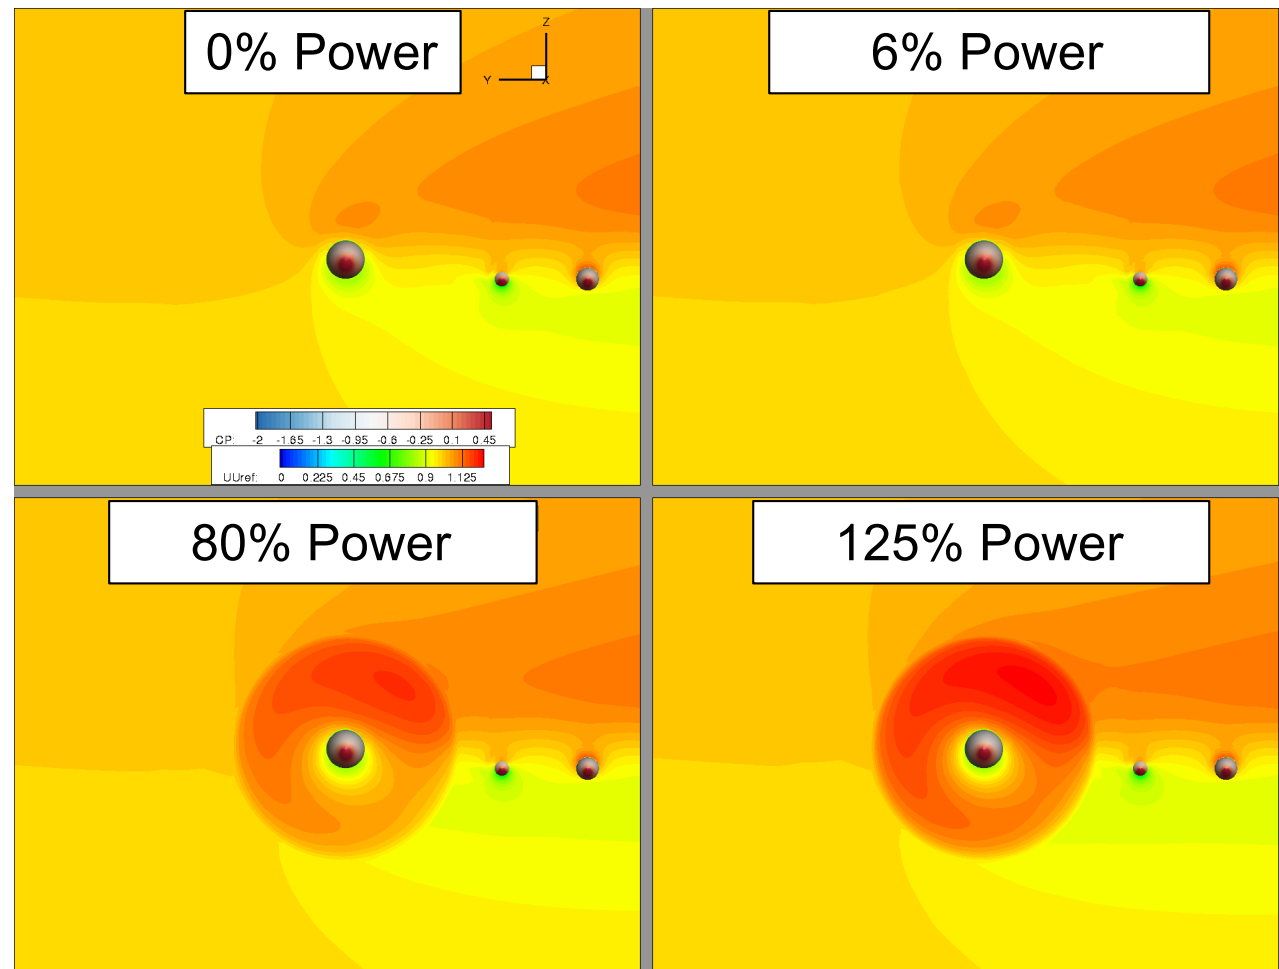 0% Power
Z
Y
X
6% Power
CP: -2 -1.65 -1.3 -0.95 -0.6 -0.25 0.1 0.45
UUref: 0 0.225 0.45 0.675 0.9 1.125
80% Power
125% Power